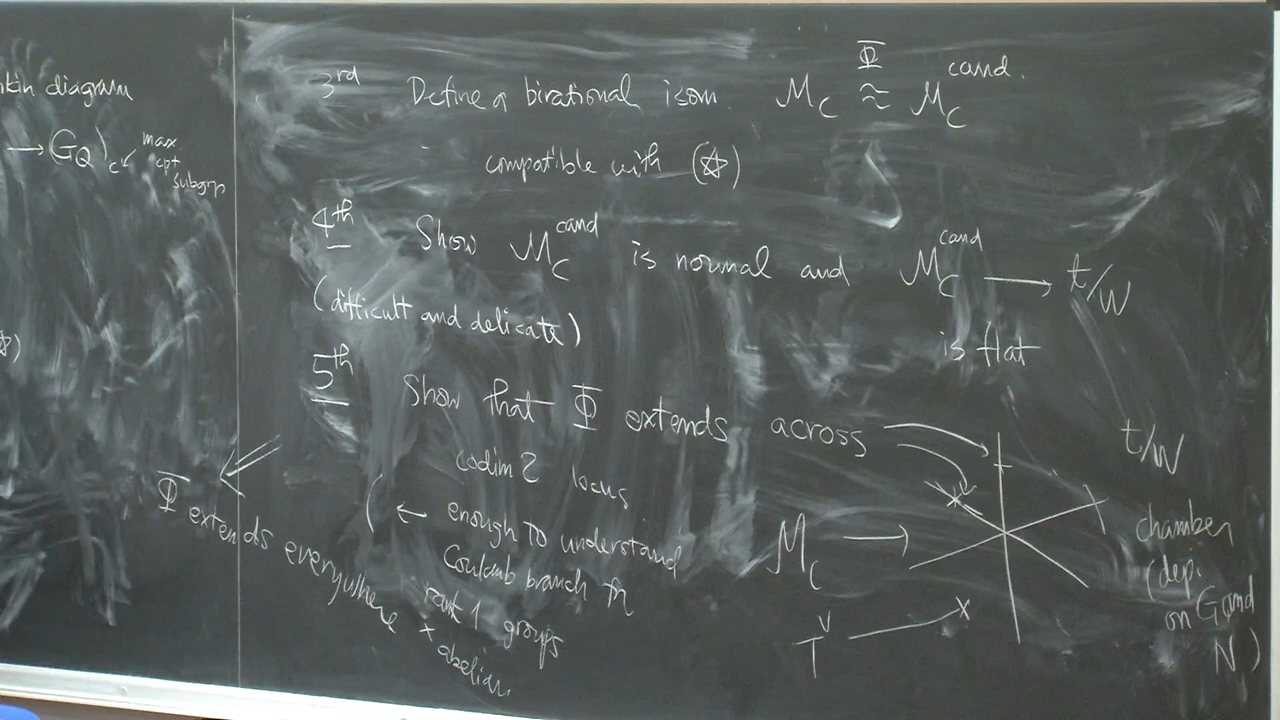 diagram
→ (G_Q)_c ↙ max
cpt
subgrp
☆)
3rd Define a birational isom. M_C ≈^Φ M_C^cand.
compatible with (☆)
4th Show M_C^cand is normal and M_C^cand → t/W
(difficult and delicate) is flat
5th Show that Φ extends across
codim 2 locus
( ← enough to understand
Coulomb branch for
rank 1 groups
+ abelian
Φ extends everywhere
t/W
M_C →
T^∨
chamber
(dep.
on G and
N)